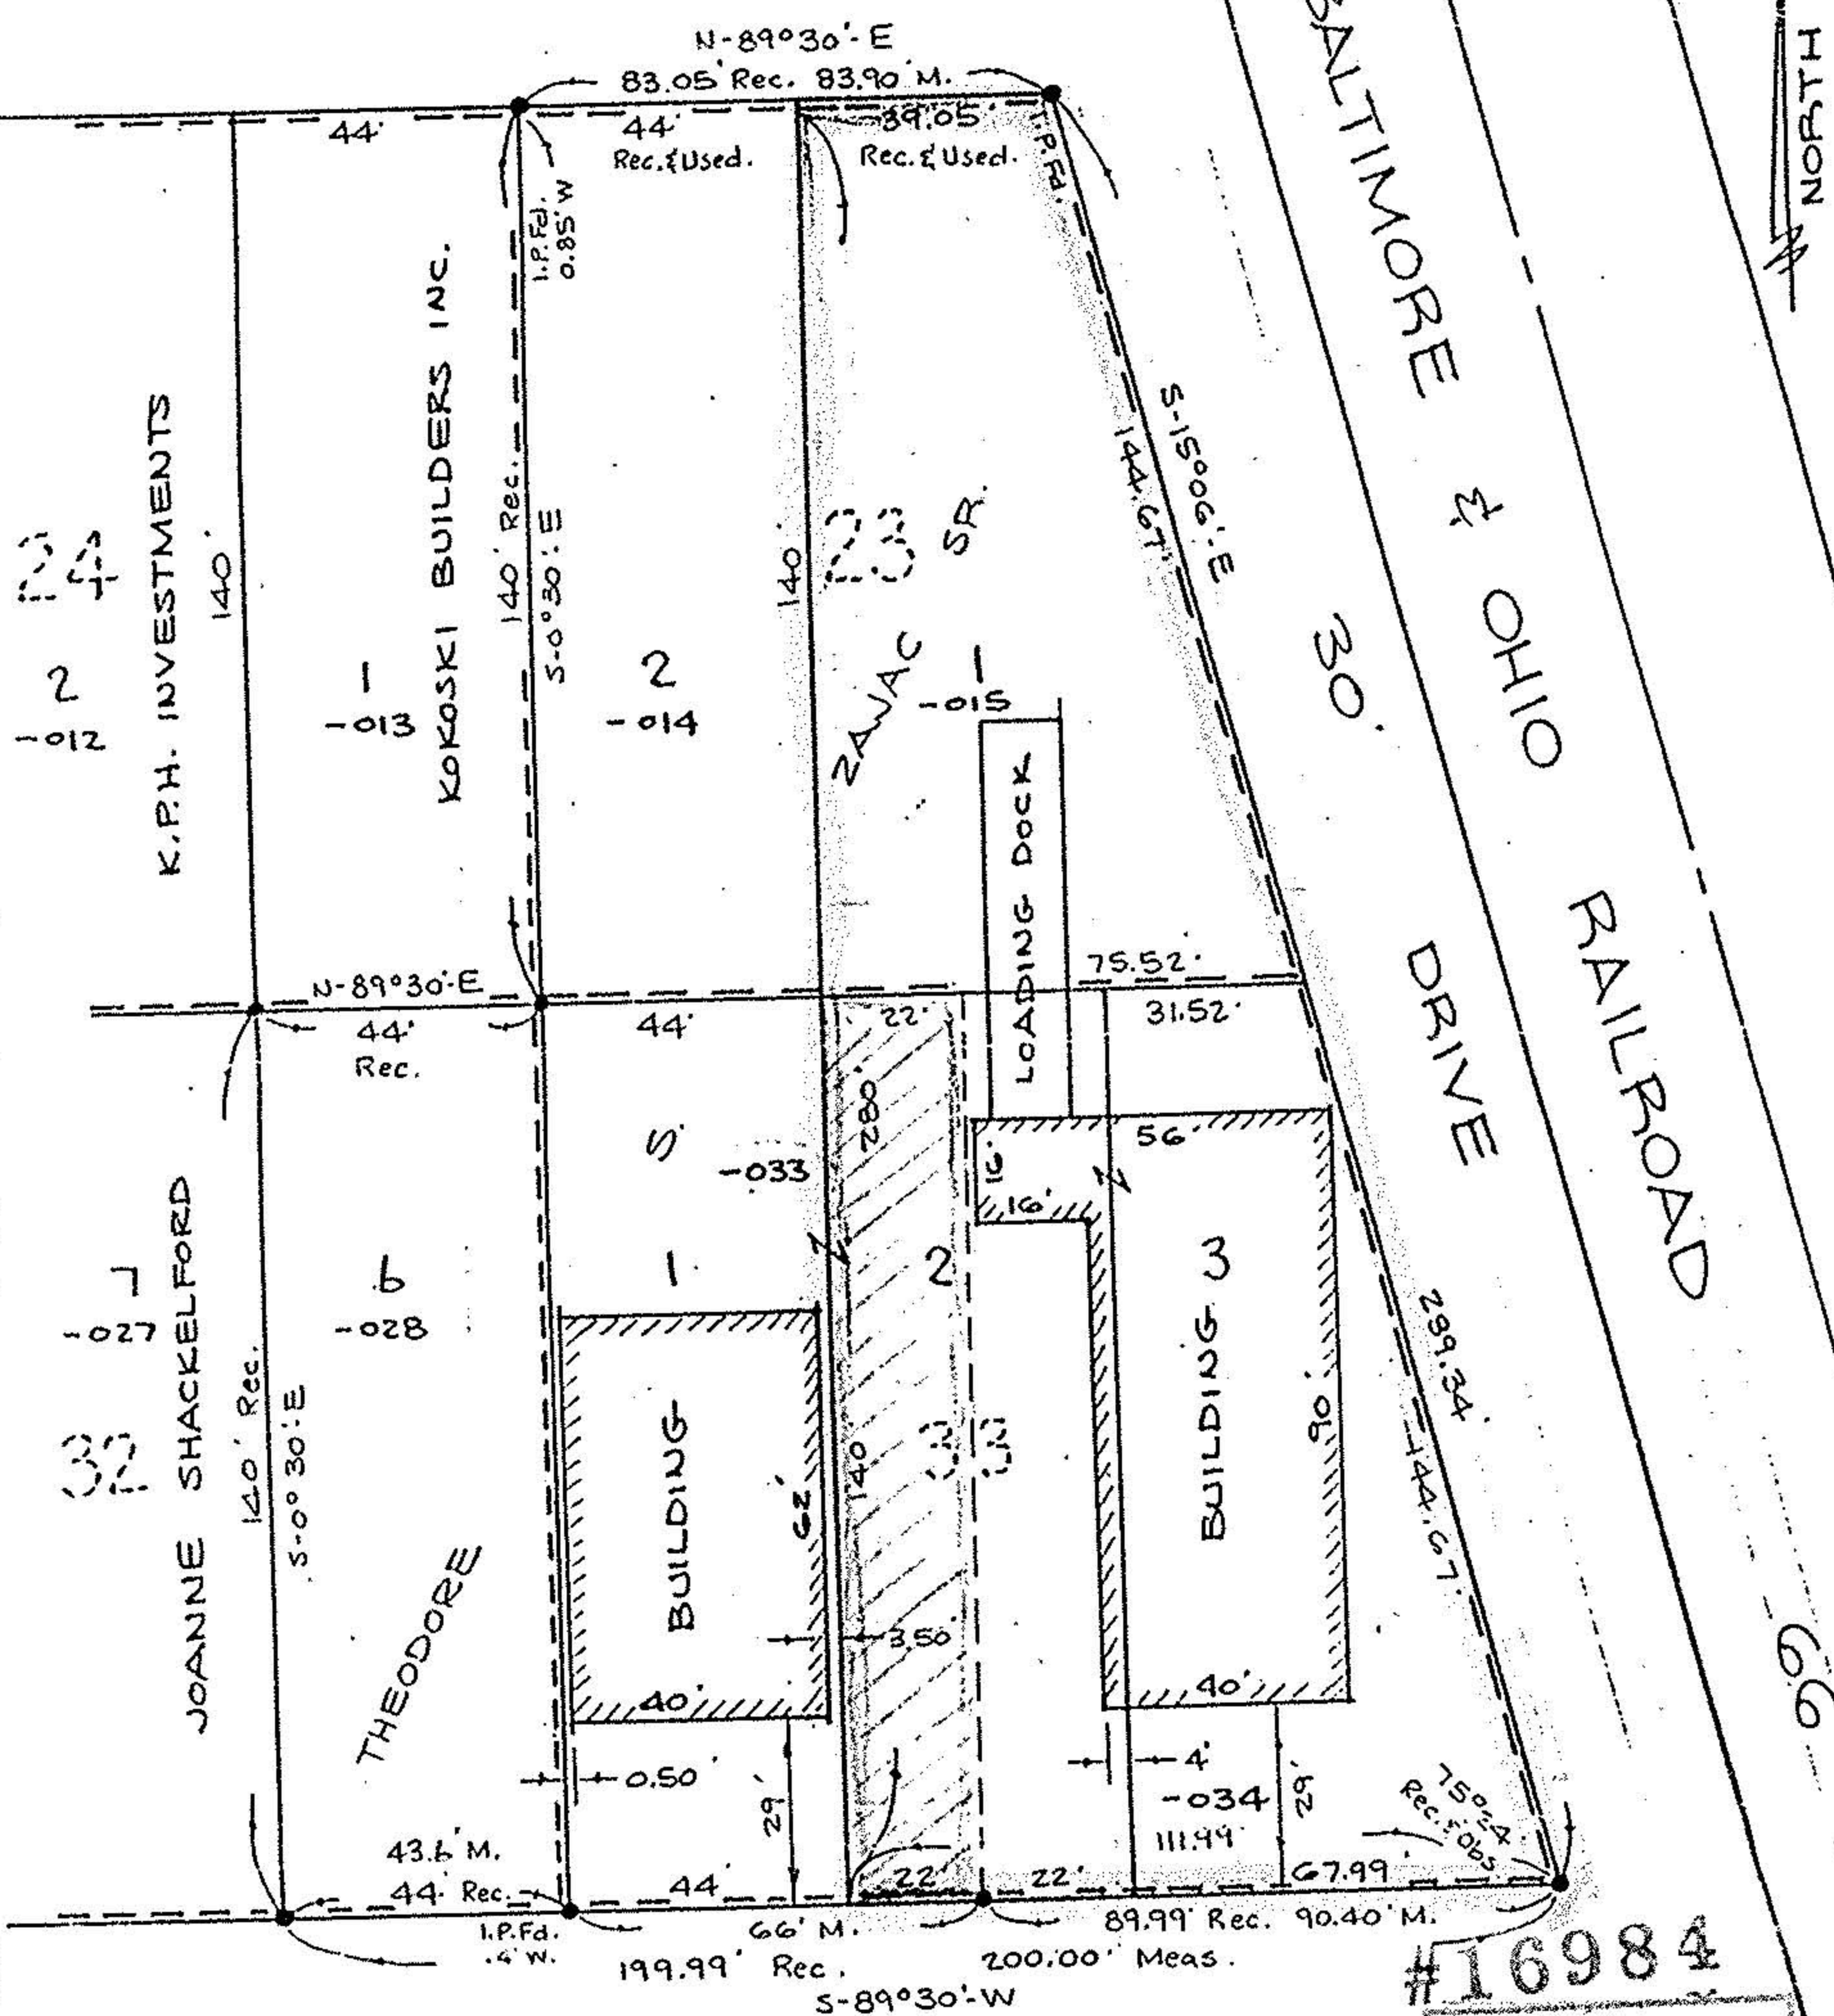 N-89°30'-E
83.05' Rec. 83.90' M.
BALTIMORE & OHIO RAILROAD
NORTH
44'
44'
Rec. & Used.
39.05'
Rec. & Used.
I.P. Fd.
I.P. Fd.
0.85' W
24
2
-012
K.P.H. INVESTMENTS
140'
1
-013
KOKOSKI BUILDERS INC.
140' Rec.
S-0°30'-E
2
-014
140'
23
ZAWAC SR.
1
-015
S-15°06'-E
144.67'
30'
DRIVE
LOADING DOCK
75.52'
N-89°30'-E
44'
Rec.
44'
22'
31.52'
S.
-033
280'
16'
56'
16'
7
-027
JOANNE SHACKELFORD
6
-028
1
2
BUILDING 3
289.34'
32
140' Rec.
S-0°30'-E
BUILDING
62'
140
33
90'
144.67'
THEODORE
3.50'
40'
40'
66
0.50'
29'
4'
-034
29'
111.99'
Rec. & Obs
43.6' M.
44' Rec.
44'
22'
22'
67.99'
I.P. Fd.
.4' W.
66' M.
89.99' Rec. 90.40' M.
199.99' Rec.
200.00' Meas.
S-89°30'-W
#16984